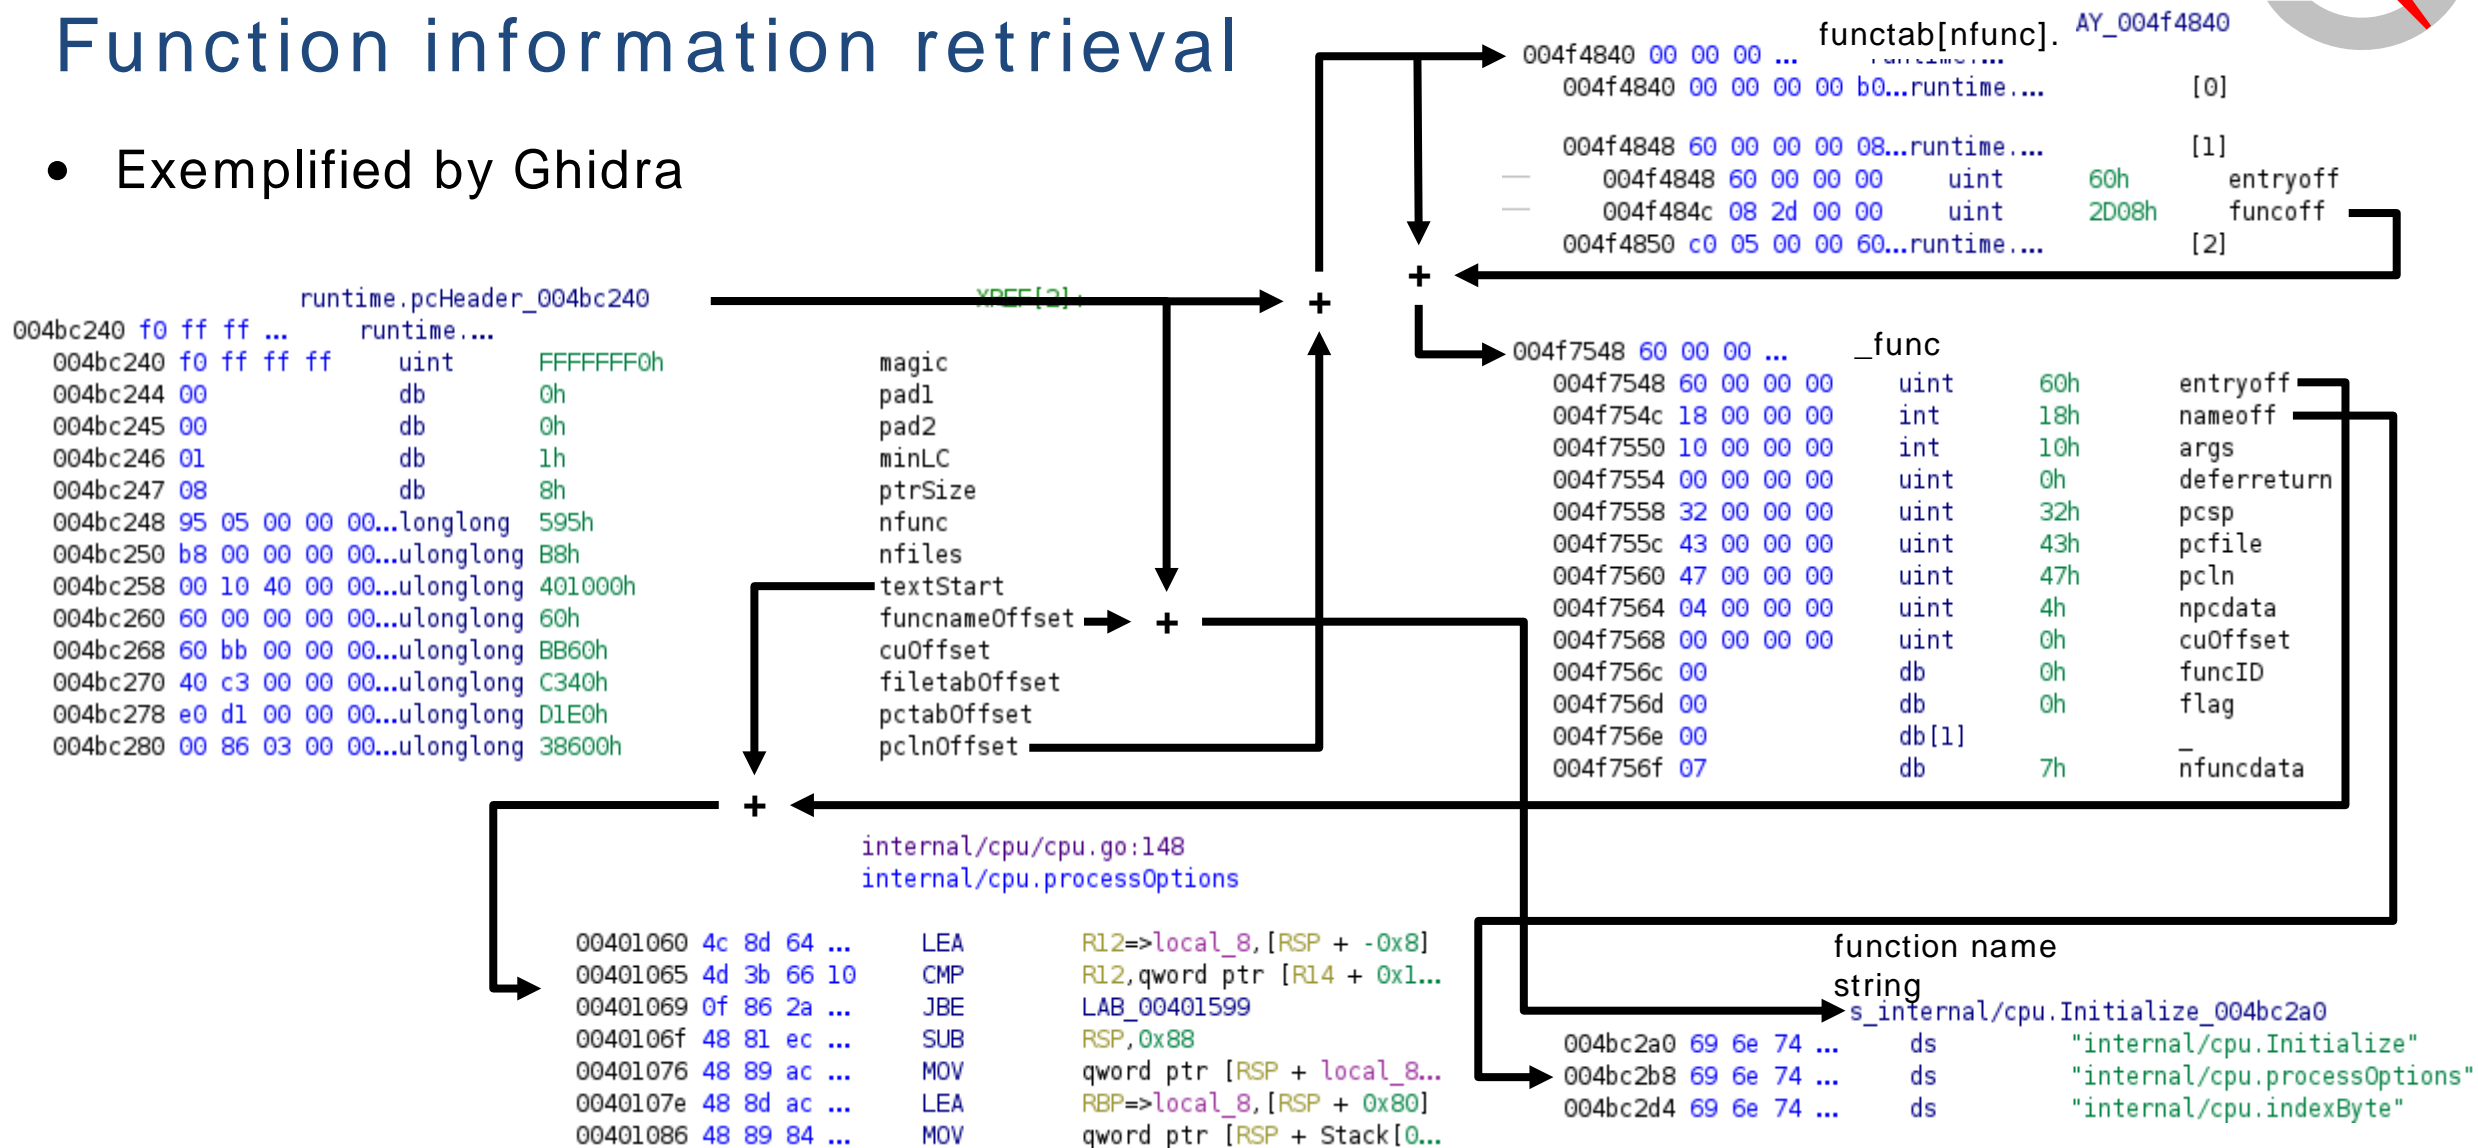 Function information retrieval
• Exemplified by Ghidra
functab[nfunc]. AY_004f4840
004f4840 00 00 00 ...
004f4840 00 00 00 00 b0...runtime.... [0]
004f4848 60 00 00 00 08...runtime.... [1]
004f4848 60 00 00 00 uint 60h entryoff
004f484c 08 2d 00 00 uint 2D08h funcoff
004f4850 c0 05 00 00 60...runtime.... [2]
+
+
runtime.pcHeader_004bc240 XREF[2]:
004bc240 f0 ff ff ... runtime....
004bc240 f0 ff ff ff uint FFFFFFF0h magic
004bc244 00 db 0h pad1
004bc245 00 db 0h pad2
004bc246 01 db 1h minLC
004bc247 08 db 8h ptrSize
004bc248 95 05 00 00 00...longlong 595h nfunc
004bc250 b8 00 00 00 00...ulonglong B8h nfiles
004bc258 00 10 40 00 00...ulonglong 401000h textStart
004bc260 60 00 00 00 00...ulonglong 60h funcnameOffset +
004bc268 60 bb 00 00 00...ulonglong BB60h cuOffset
004bc270 40 c3 00 00 00...ulonglong C340h filetabOffset
004bc278 e0 d1 00 00 00...ulonglong D1E0h pctabOffset
004bc280 00 86 03 00 00...ulonglong 38600h pclnOffset
004f7548 60 00 00 ... _func
004f7548 60 00 00 00 uint 60h entryoff
004f754c 18 00 00 00 int 18h nameoff
004f7550 10 00 00 00 int 10h args
004f7554 00 00 00 00 uint 0h deferreturn
004f7558 32 00 00 00 uint 32h pcsp
004f755c 43 00 00 00 uint 43h pcfile
004f7560 47 00 00 00 uint 47h pcln
004f7564 04 00 00 00 uint 4h npcdata
004f7568 00 00 00 00 uint 0h cuOffset
004f756c 00 db 0h funcID
004f756d 00 db 0h flag
004f756e 00 db[1] _
004f756f 07 db 7h nfuncdata
+
internal/cpu/cpu.go:148
internal/cpu.processOptions
00401060 4c 8d 64 ... LEA R12=>local_8,[RSP + -0x8]
00401065 4d 3b 66 10 CMP R12,qword ptr [R14 + 0x1...
00401069 0f 86 2a ... JBE LAB_00401599
0040106f 48 81 ec ... SUB RSP,0x88
00401076 48 89 ac ... MOV qword ptr [RSP + local_8...
0040107e 48 8d ac ... LEA RBP=>local_8,[RSP + 0x80]
00401086 48 89 84 ... MOV qword ptr [RSP + Stack[0...
function name
string
s_internal/cpu.Initialize_004bc2a0
004bc2a0 69 6e 74 ... ds "internal/cpu.Initialize"
004bc2b8 69 6e 74 ... ds "internal/cpu.processOptions"
004bc2d4 69 6e 74 ... ds "internal/cpu.indexByte"